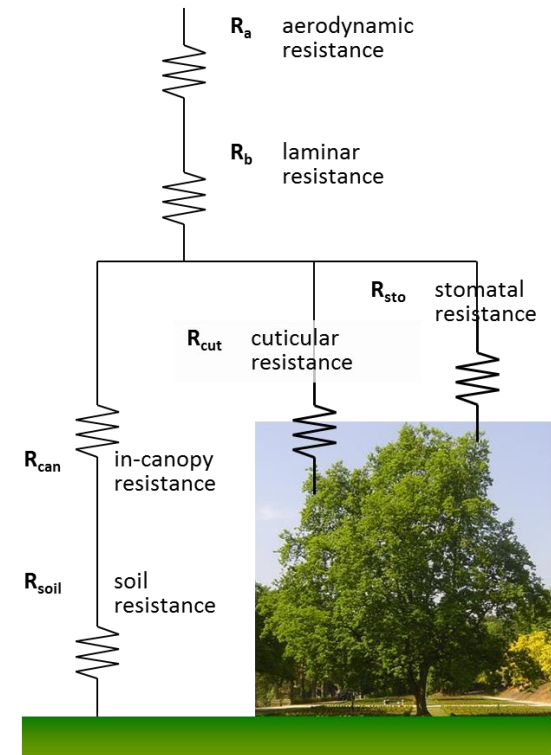 Ra aerodynamic
resistance
Rb laminar
resistance
Rsto stomatal
resistance
Rcut cuticular
resistance
Rcan in-canopy
resistance
Rsoil soil
resistance